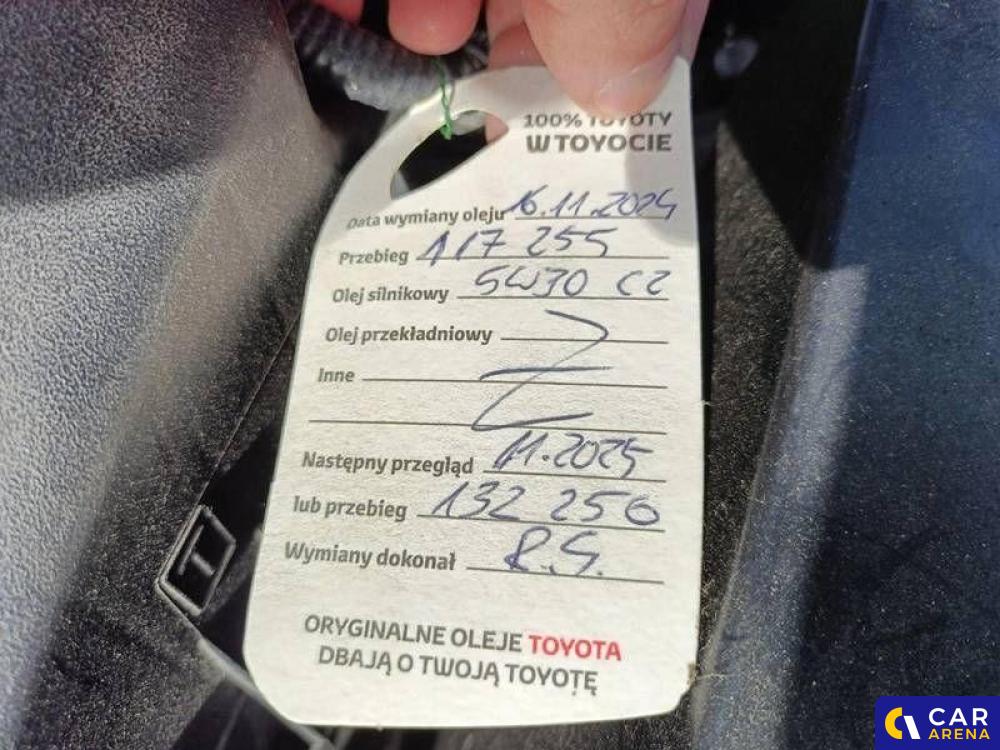 100% TOYOTY
W TOYOCIE
Data wymiany oleju 16.11.2024
Przebieg 117 255
Olej silnikowy 5W30 C2
Olej przekładniowy
Inne
Następny przegląd 11.2025
lub przebieg 132 250
Wymiany dokonał R.S.
ORYGINALNE OLEJE TOYOTA
DBAJĄ O TWOJĄ TOYOTĘ
CAR
ARENA